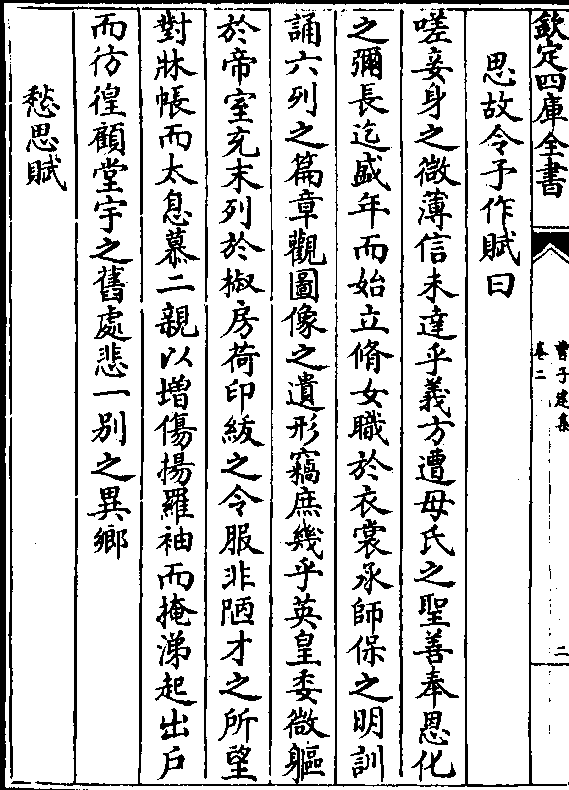 欽定四庫全書
曹子建集
卷二
二
思故令予作賦曰
嗟妾身之微薄信未達乎義方遭母氏之聖善奉恩化
之彌長迄盛年而始立脩女職於衣裳承師保之明訓
誦六列之篇章觀圖像之遺形竊庶幾乎英皇委微軀
於帝室充末列於椒房荷印紱之令服非陋才之所望
對牀帳而太息慕二親以增傷揚羅袖而掩涕起出戶
而彷徨顧堂宇之舊處悲一別之異鄉
愁思賦